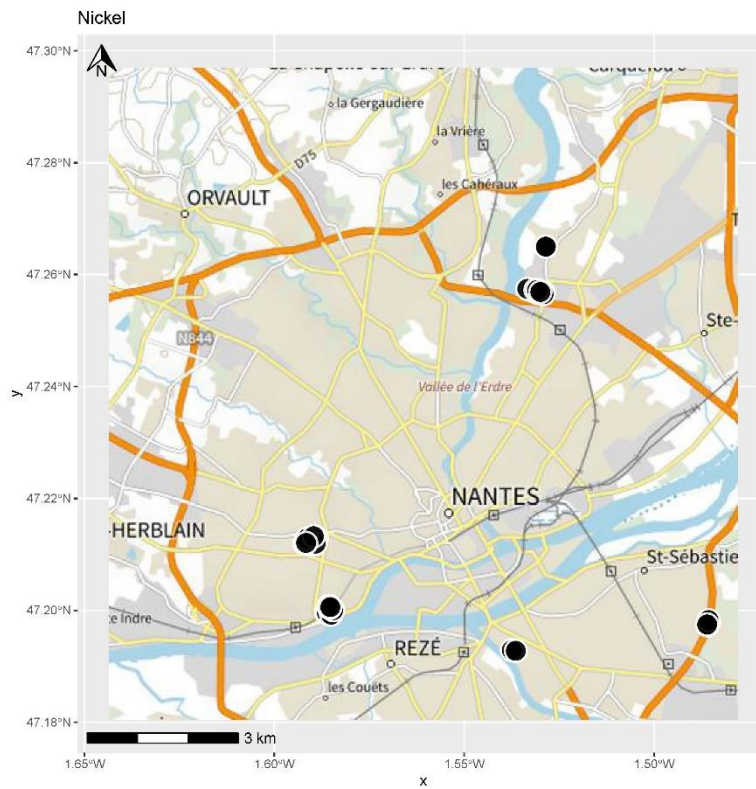 Nickel
47.30°N
N
Carquefou
la Gergaudière
la Vrière
47.28°N
D75
les Cahéraux
ORVAULT
47.26°N
Ste-
N844
47.24°N
Vallée de l'Erdre
y
47.22°N
NANTES
-HERBLAIN
St-Sébastie
47.20°N
te Indre
REZÉ
les Couëts
47.18°N
3 km
1.65°W
1.60°W
1.55°W
1.50°W
x